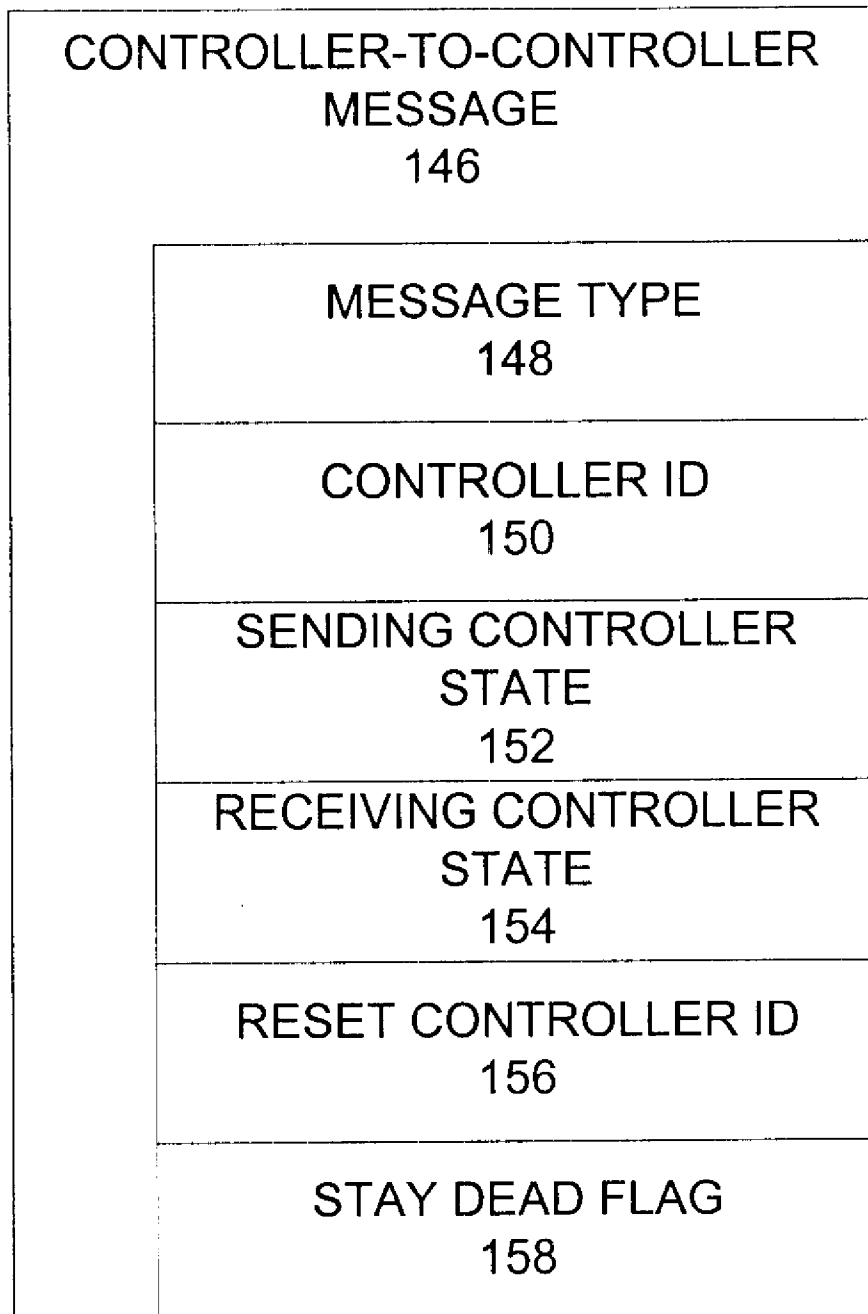 CONTROLLER-TO-CONTROLLER
MESSAGE
146
MESSAGE TYPE
148
CONTROLLER ID
150
SENDING CONTROLLER
STATE
152
RECEIVING CONTROLLER
STATE
154
RESET CONTROLLER ID
156
STAY DEAD FLAG
158